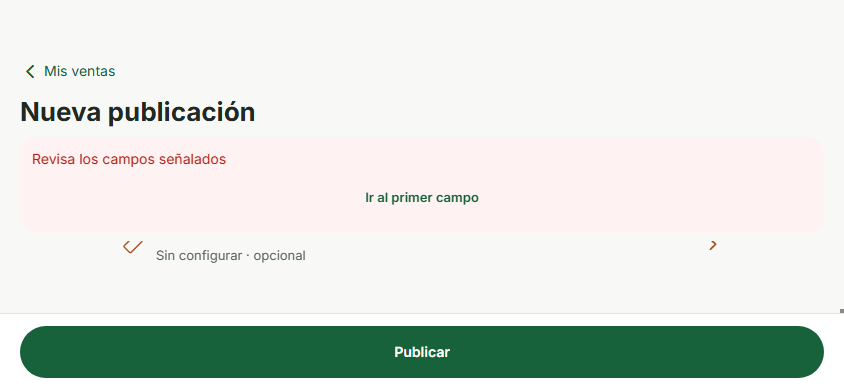 Mis ventas
Nueva publicación
Revisa los campos señalados
Ir al primer campo
Sin configurar · opcional
Publicar